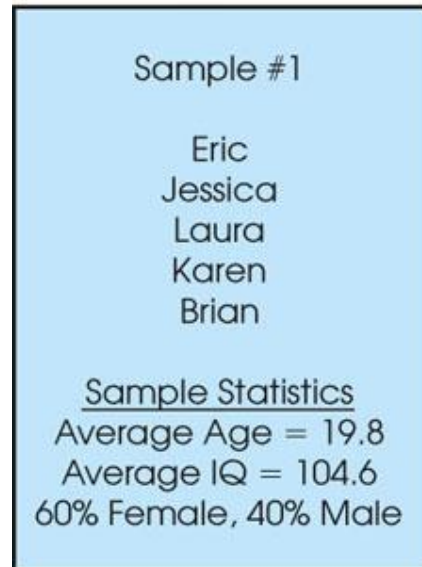 Sample #1
Eric
Jessica
Laura
Karen
Brian
Sample Statistics
Average Age = 19.8
Average IQ = 104.6
60% Female, 40% Male